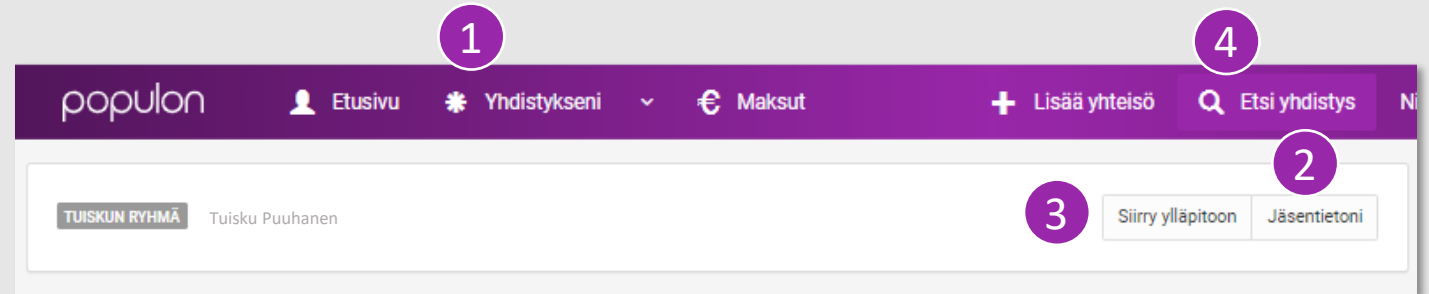 1
4
populon Etusivu Yhdistykseni Maksut Lisää yhteisö Etsi yhdistys
2
TUISKUN RYHMÄ Tuisku Puuhanen 3 Siirry ylläpitoon Jäsentietoni